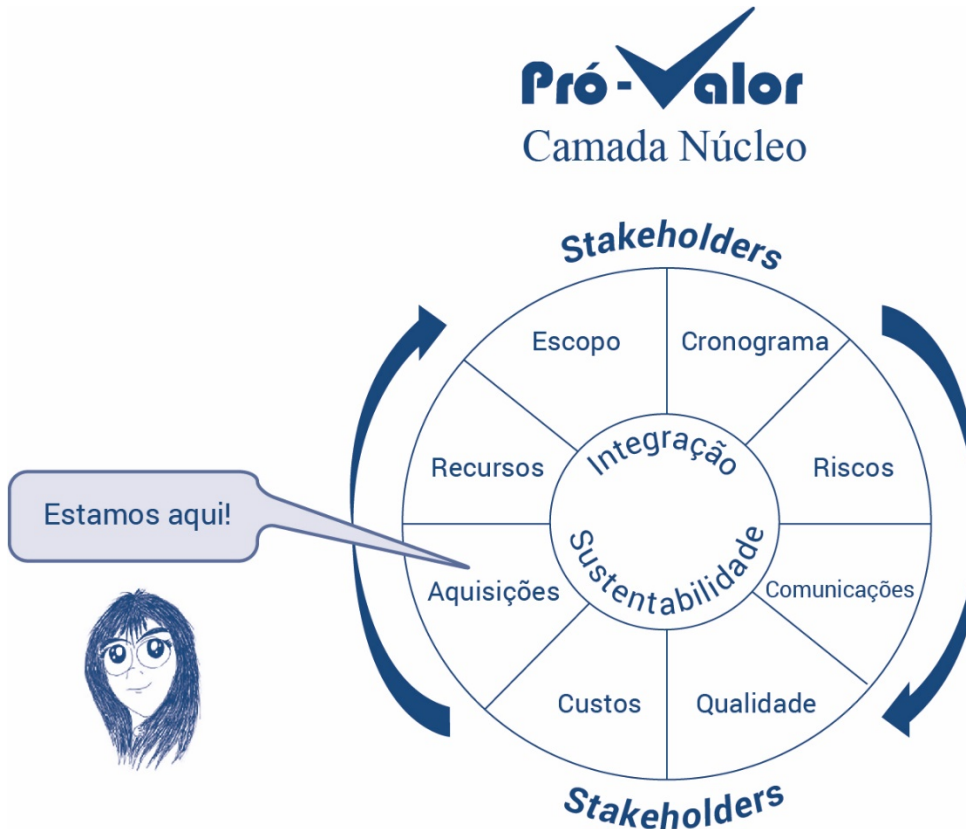 Pró-Valor
Camada Núcleo
Stakeholders
Escopo
Cronograma
Recursos
Integração
Riscos
Estamos aqui!
Aquisições
Sustentabilidade
Comunicações
Custos
Qualidade
Stakeholders